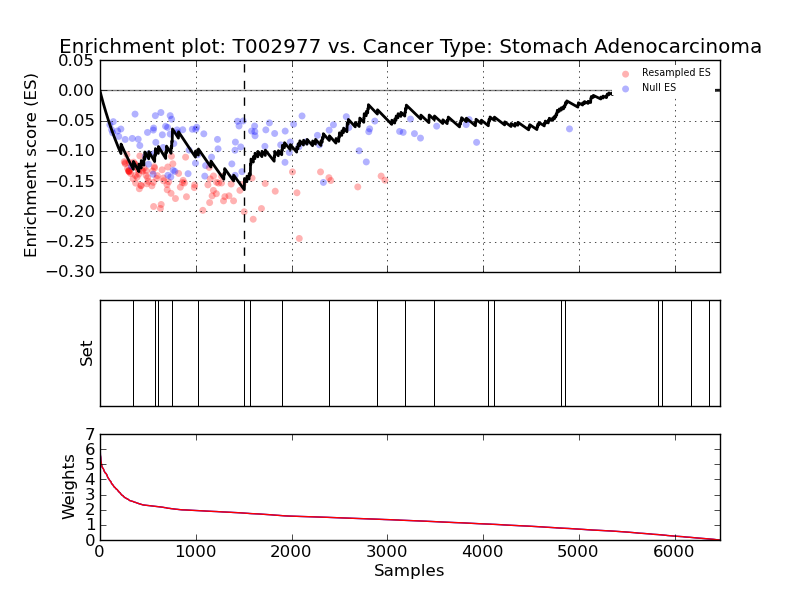 Enrichment plot: T002977 vs. Cancer Type: Stomach Adenocarcinoma
Enrichment score (ES)
0.05
0.00
−0.05
−0.10
−0.15
−0.20
−0.25
−0.30
Resampled ES
Null ES
Set
Weights
7
6
5
4
3
2
1
0
0 1000 2000 3000 4000 5000 6000
Samples